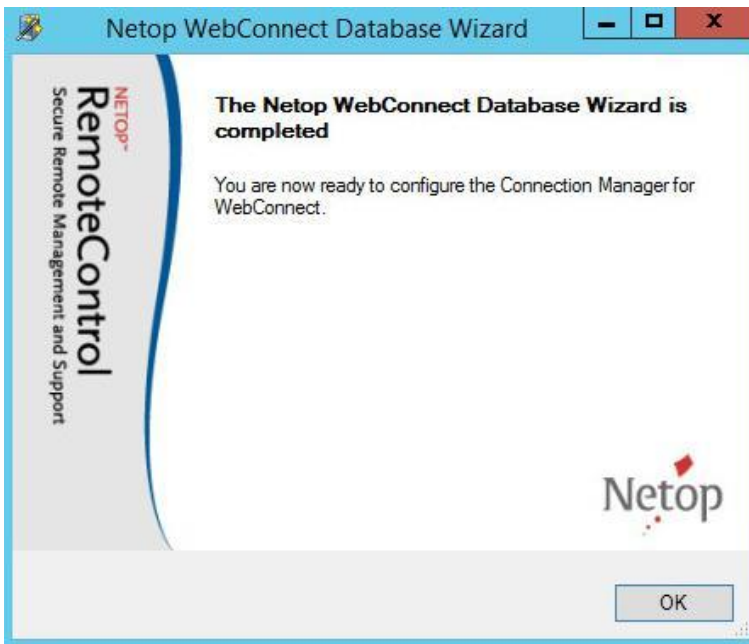 Netop WebConnect Database Wizard
X
NETOP™
RemoteControl
Secure Remote Management and Support
The Netop WebConnect Database Wizard is
completed
You are now ready to configure the Connection Manager for
WebConnect.
Netop
OK